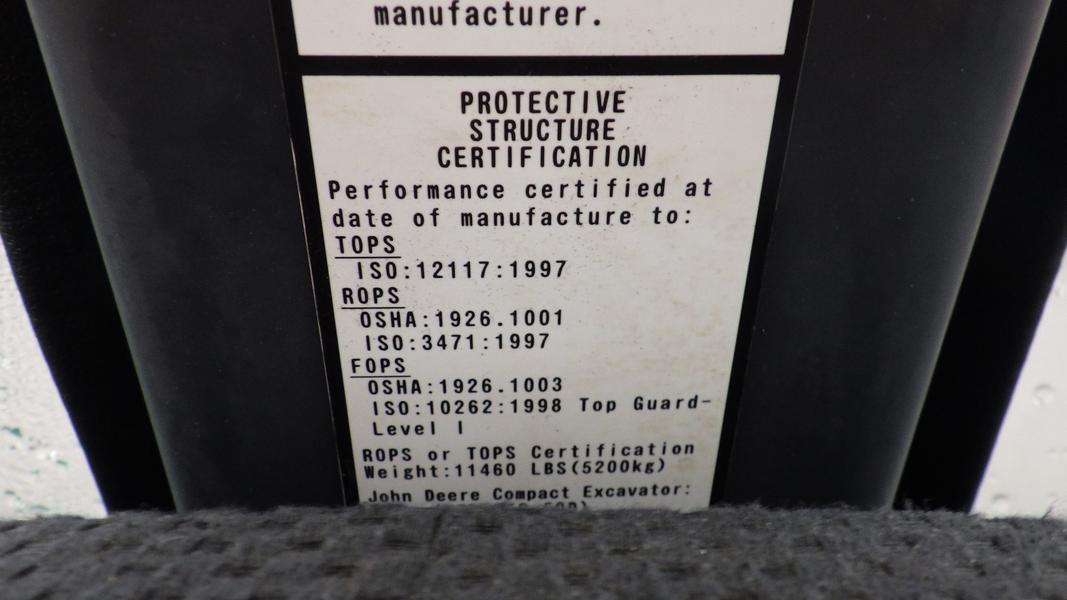 manufacturer.
PROTECTIVE
STRUCTURE
CERTIFICATION
Performance certified at
date of manufacture to:
TOPS
ISO:12117:1997
ROPS
OSHA:1926.1001
ISO:3471:1997
FOPS
OSHA:1926.1003
ISO:10262:1998 Top Guard-
Level I
ROPS or TOPS Certification
Weight:11460 LBS(5200kg)
John Deere Compact Excavator: